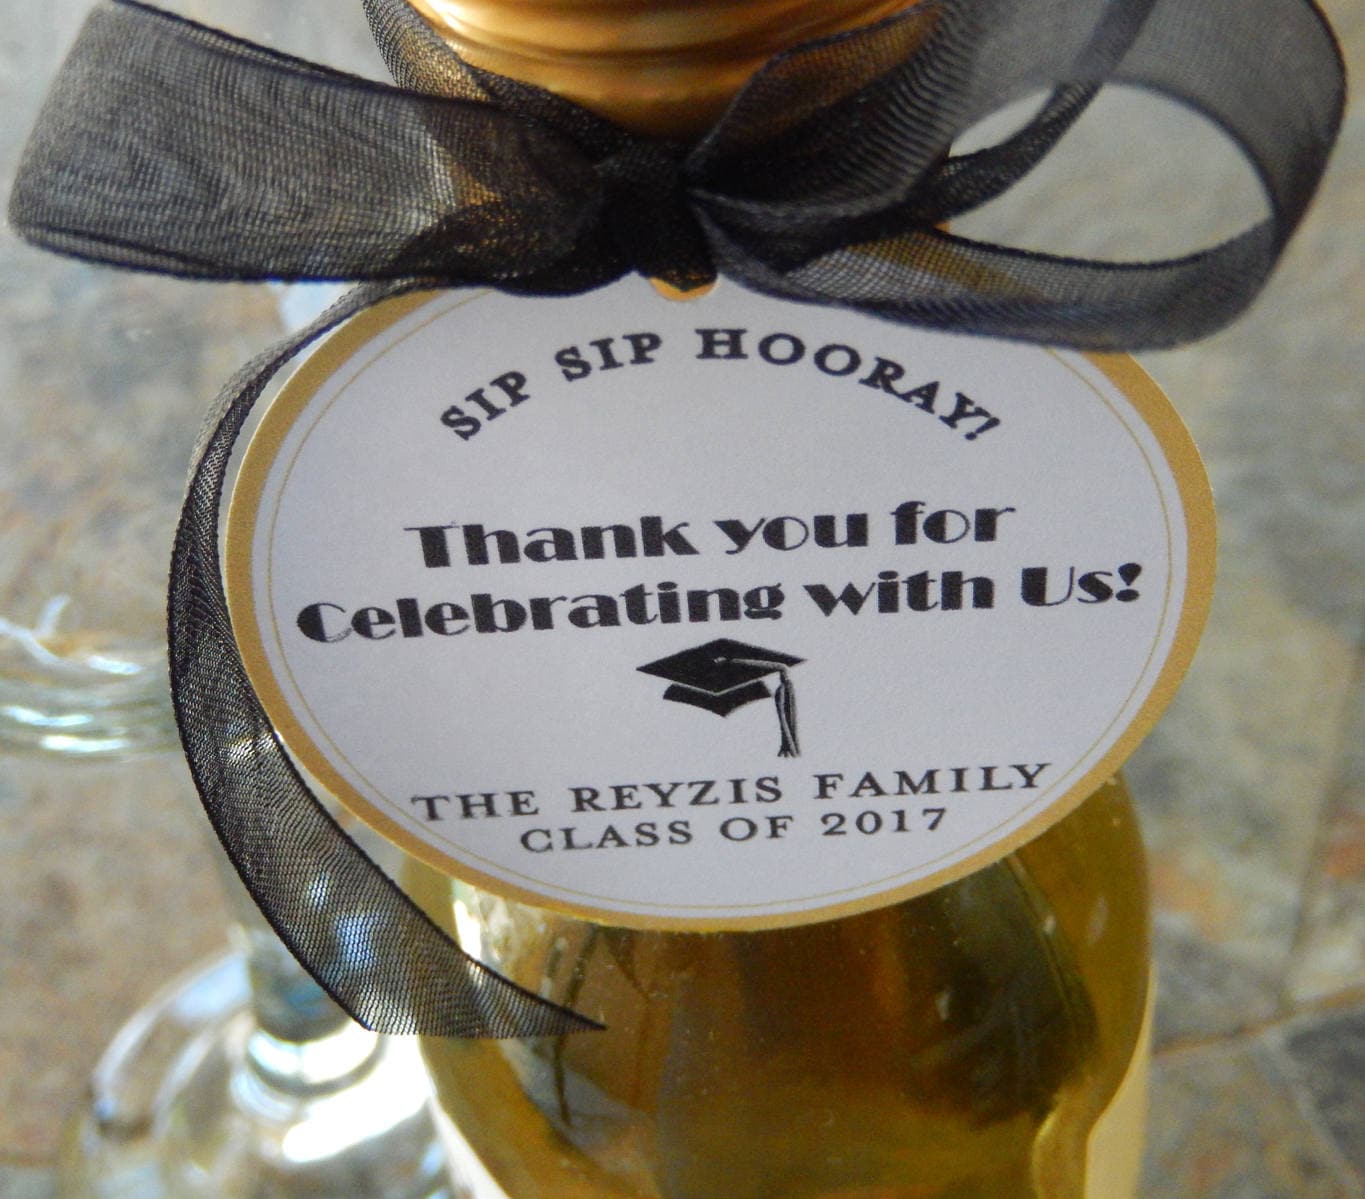 SIP SIP HOORAY!
Thank you for
Celebrating with Us!
THE REYZIS FAMILY
CLASS OF 2017